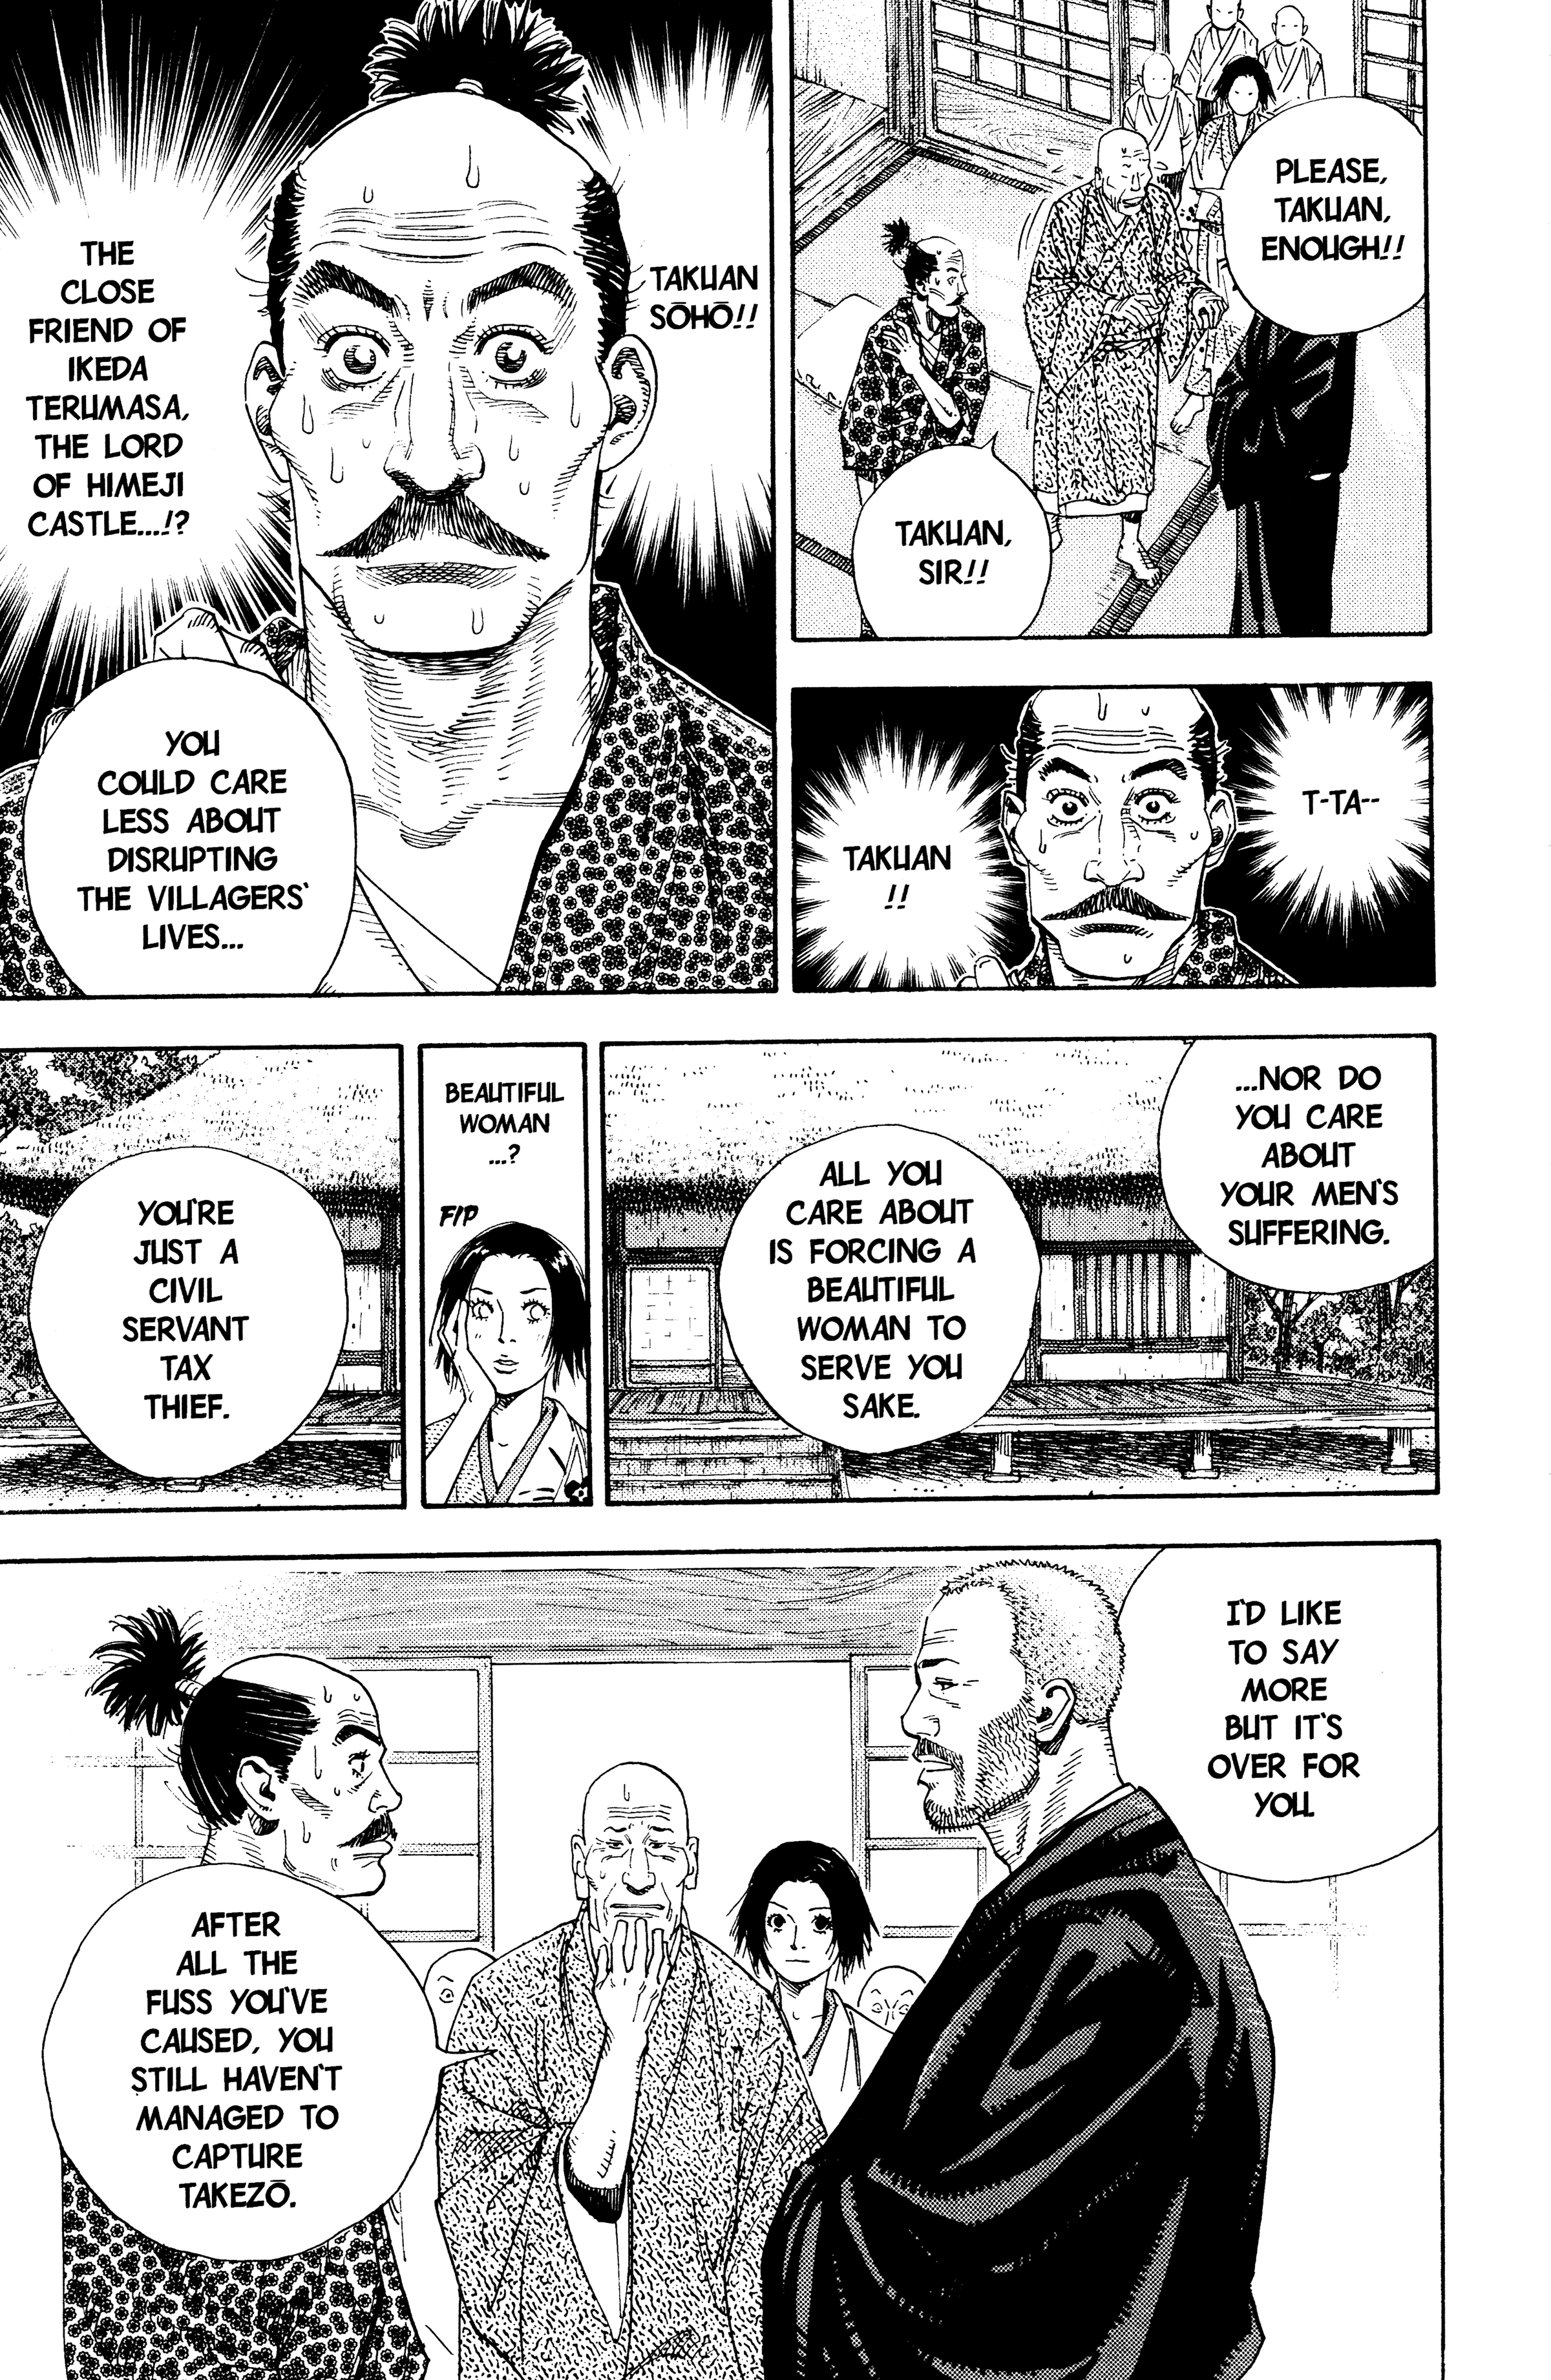 PLEASE,
TAKUAN,
ENOUGH!!
TAKUAN,
SIR!!
T-TA--
TAKUAN
!!
TAKUAN
SŌHŌ!!
THE
CLOSE
FRIEND OF
IKEDA
TERUMASA,
THE LORD
OF HIMEJI
CASTLE...!?
YOU
COULD CARE
LESS ABOUT
DISRUPTING
THE VILLAGERS'
LIVES...
...NOR DO
YOU CARE
ABOUT
YOUR MEN'S
SUFFERING.
ALL YOU
CARE ABOUT
IS FORCING A
BEAUTIFUL
WOMAN TO
SERVE YOU
SAKE.
BEAUTIFUL
WOMAN
...?
FIP
YOU'RE
JUST A
CIVIL
SERVANT
TAX
THIEF.
I'D LIKE
TO SAY
MORE
BUT IT'S
OVER FOR
YOU.
AFTER
ALL THE
FUSS YOU'VE
CAUSED, YOU
STILL HAVEN'T
MANAGED TO
CAPTURE
TAKEZŌ.